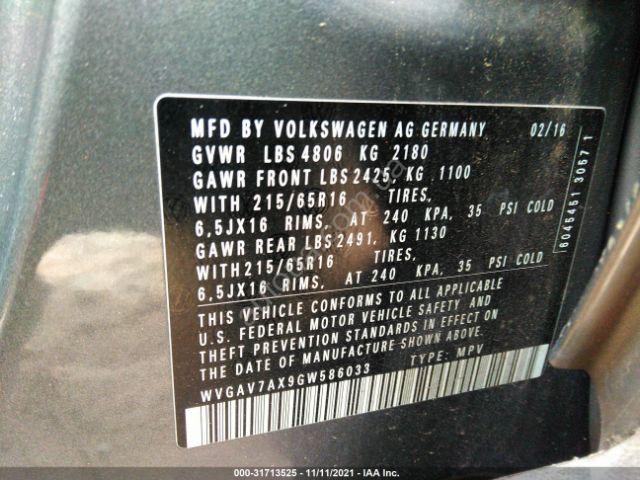 MFD BY VOLKSWAGEN AG GERMANY 02/16
GVWR LBS 4806 KG 2180
GAWR FRONT LBS 2425, KG 1100
WITH 215/65R16 TIRES,
6,5JX16 RIMS, AT 240 KPA, 35 PSI COLD
GAWR REAR LBS 2491, KG 1130
WITH 215/65R16 TIRES,
6,5JX16 RIMS, AT 240 KPA, 35 PSI COLD
THIS VEHICLE CONFORMS TO ALL APPLICABLE
U.S. FEDERAL MOTOR VEHICLE SAFETY AND
THEFT PREVENTION STANDARDS IN EFFECT ON
THE DATE OF MANUFACTURE SHOWN ABOVE.
WVGAV7AX9GW586033 TYPE: MPV
6045451 30571
000-31713525 - 11/11/2021 - IAA Inc.